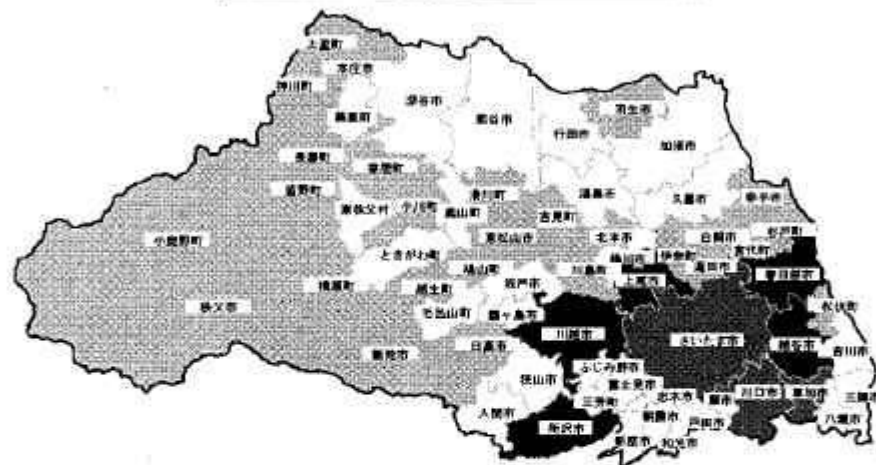 上里町
本庄市
神川町
美里町
深谷市
熊谷市
行田市
羽生市
加須市
長瀞町
寄居町
皆野町
東秩父村
小川町
嵐山町
滑川町
吉見町
鴻巣市
久喜市
幸手市
小鹿野町
東松山市
北本市
白岡市
杉戸町
宮代町
ときがわ町
桶川市
伊奈町
蓮田市
春日部市
横瀬町
鳩山町
川島町
上尾市
秩父市
越生町
坂戸市
松伏町
毛呂山町
鶴ヶ島市
川越市
さいたま市
越谷市
吉川市
飯能市
日高市
ふじみ野市
狭山市
富士見市
三芳町
志木市
蕨市
川口市
草加市
三郷市
入間市
朝霞市
戸田市
八潮市
所沢市
新座市
和光市